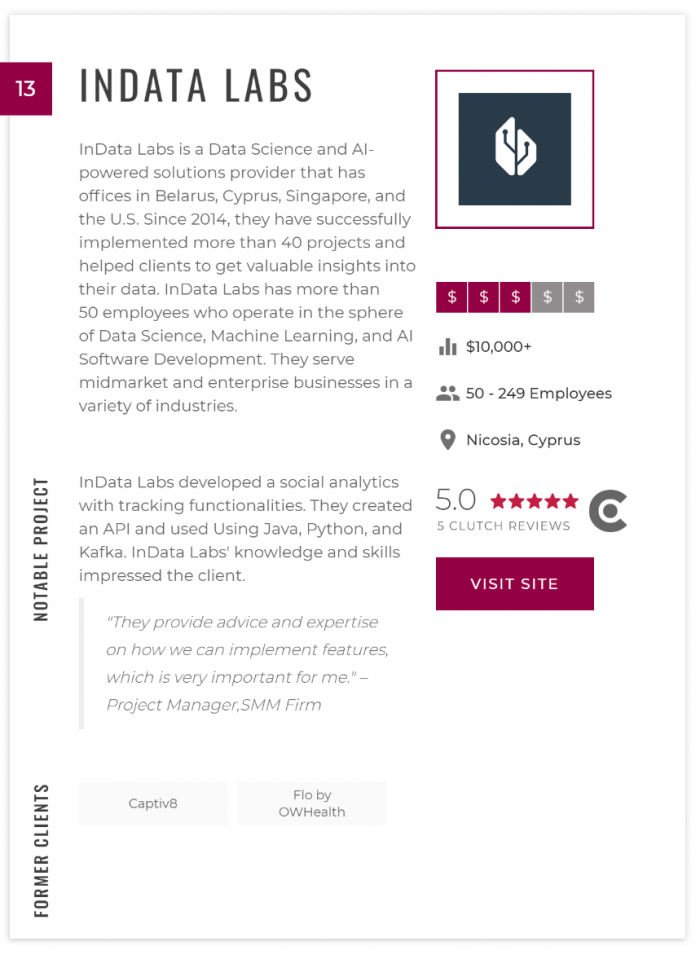 13
INDATA LABS
InData Labs is a Data Science and AI-
powered solutions provider that has
offices in Belarus, Cyprus, Singapore, and
the U.S. Since 2014, they have successfully
implemented more than 40 projects and
helped clients to get valuable insights into
their data. InData Labs has more than
50 employees who operate in the sphere
of Data Science, Machine Learning, and AI
Software Development. They serve
midmarket and enterprise businesses in a
variety of industries.
$ $ $ $ $
$10,000+
50 - 249 Employees
Nicosia, Cyprus
5.0
5 CLUTCH REVIEWS
VISIT SITE
NOTABLE PROJECT
InData Labs developed a social analytics
with tracking functionalities. They created
an API and used Using Java, Python, and
Kafka. InData Labs' knowledge and skills
impressed the client.
"They provide advice and expertise
on how we can implement features,
which is very important for me." –
Project Manager,SMM Firm
FORMER CLIENTS
Captiv8
Flo by
OWHealth